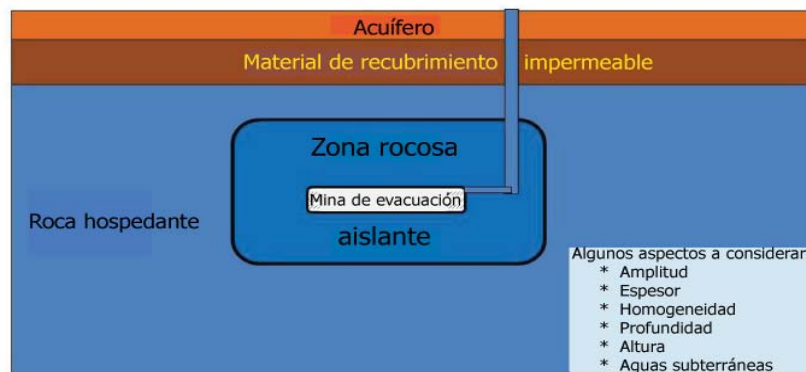 Acuífero
Material de recubrimiento impermeable
Zona rocosa
Mina de evacuación
Roca hospedante
aislante
Algunos aspectos a considerar
* Amplitud
* Espesor
* Homogeneidad
* Profundidad
* Altura
* Aguas subterráneas